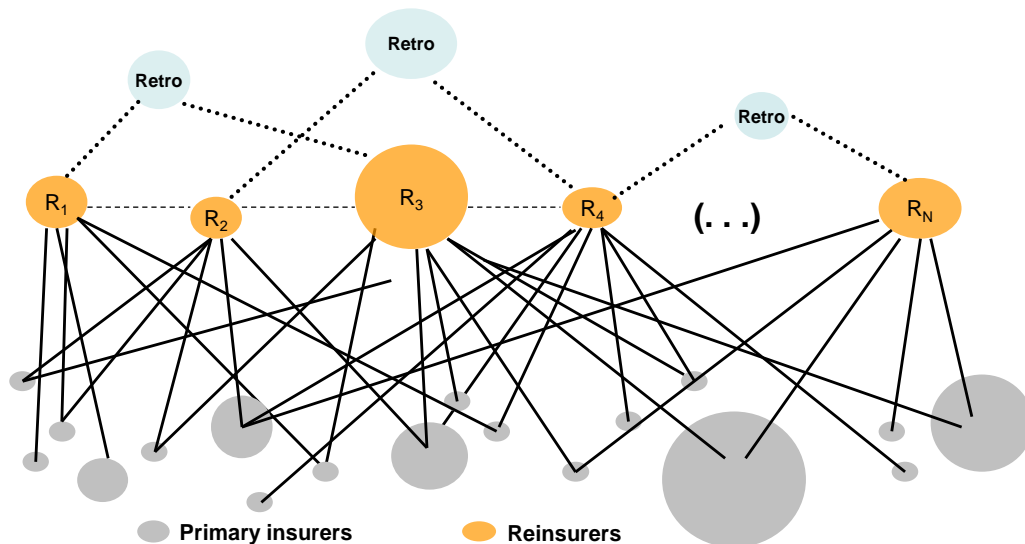 Retro
Retro
Retro
R1
R2
R3
R4
(. . .)
RN
Primary insurers
Reinsurers